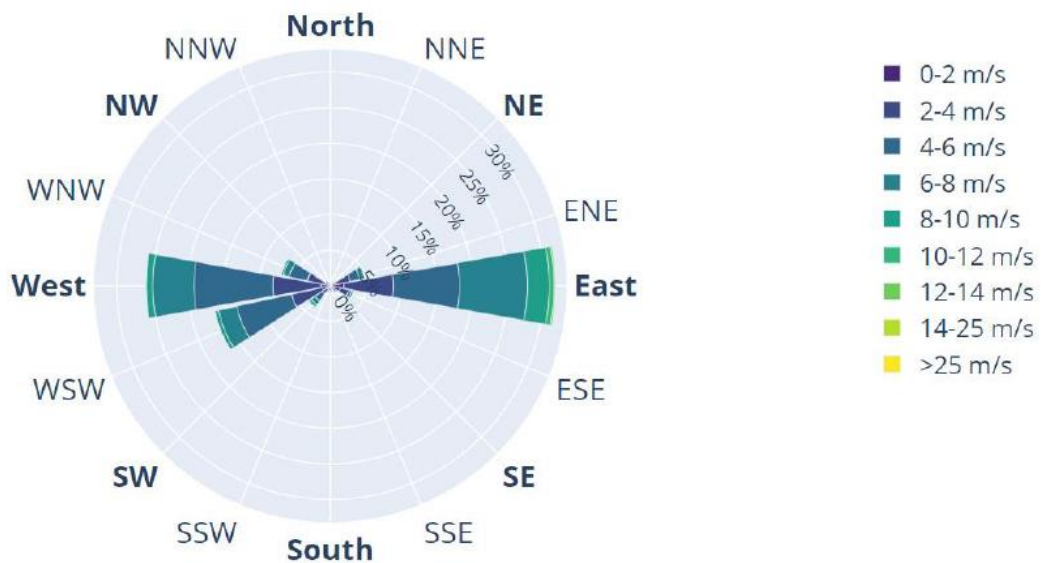 North
NNW
NNE
NW
NE
30%
25%
20%
15%
10%
5%
0%
WNW
ENE
West
East
WSW
ESE
SW
SE
SSW
SSE
South
0-2 m/s
2-4 m/s
4-6 m/s
6-8 m/s
8-10 m/s
10-12 m/s
12-14 m/s
14-25 m/s
>25 m/s